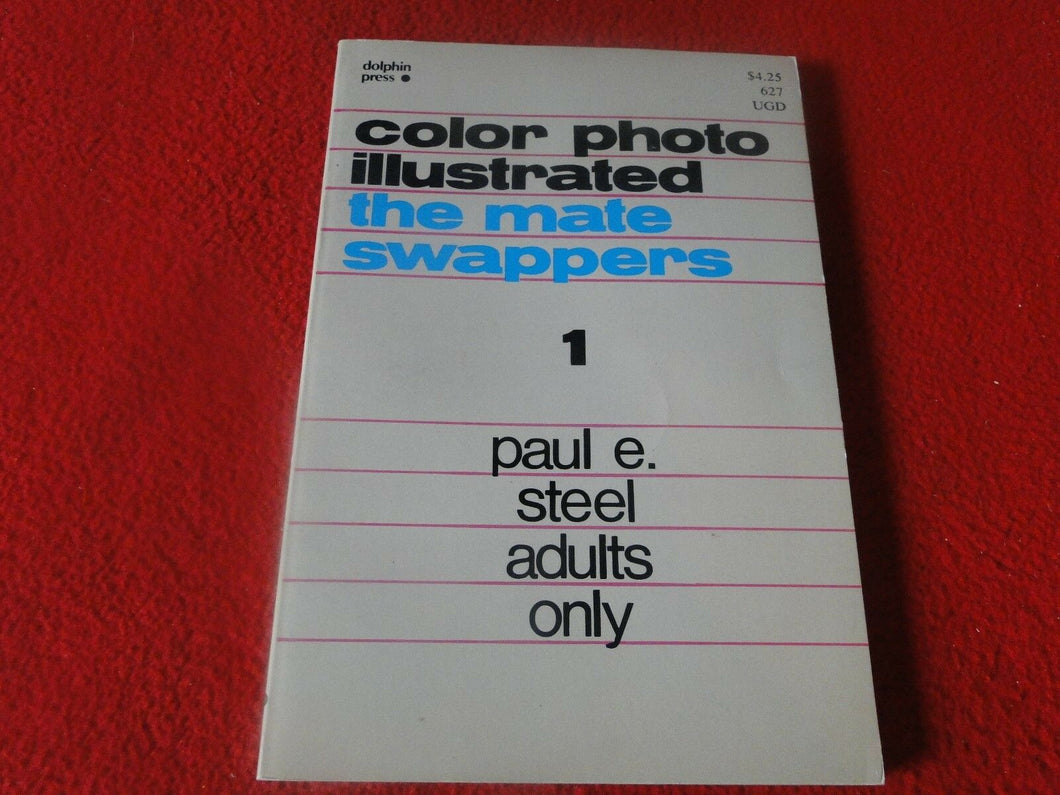 dolphin
press
$4.25
627
UGD
color photo
illustrated
the mate
swappers
1
paul e.
steel
adults
only